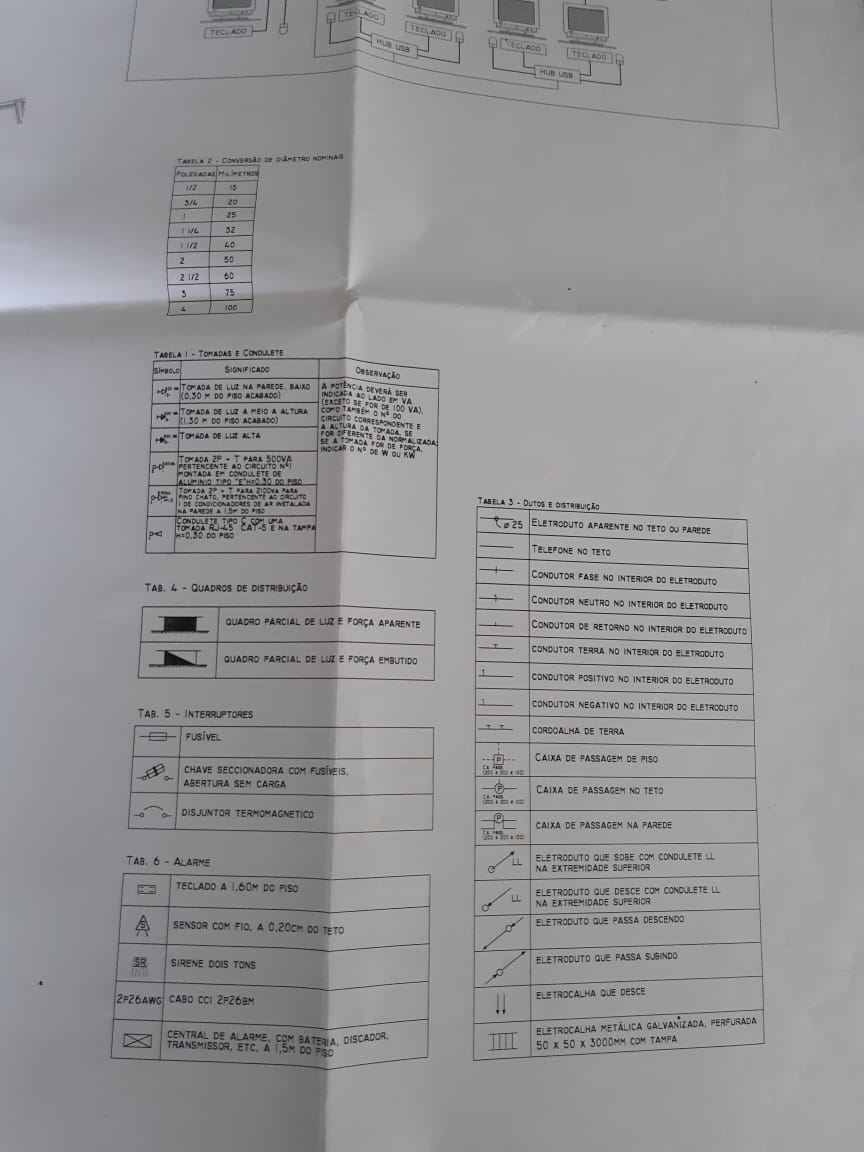 TECLADO
TECLADO
TECLADO
TECLADO
TECLADO
HUB USB
HUB USB
TABELA 2 - CONVERSÃO DE DIÂMETRO NOMINAIS
POLEGADAS MILÍMETROS
1/2 15
3/4 20
1 25
1 1/4 32
1 1/2 40
2 50
2 1/2 60
3 75
4 100
TABELA 1 - TOMADAS E CONDULETE
SÍMBOLO SIGNIFICADO OBSERVAÇÃO
TOMADA DE LUZ NA PAREDE, BAIXO
(0,30 M DO PISO ACABADO)
TOMADA DE LUZ A MEIO A ALTURA
(1,30 M DO PISO ACABADO)
TOMADA DE LUZ ALTA
TOMADA 2P + T PARA 500VA
PERTENCENTE AO CIRCUITO Nº1
MONTADA EM CONDULETE DE
ALUMINIO TIPO "E"H=0,30 DO PISO
TOMADA 2P + T PARA 2100VA PARA
PINO CHATO, PERTENCENTE AO CIRCUITO
1 DE CONDICIONADORES DE AR INSTALADA
NA PAREDE A 1,5M DO PISO
CONDULETE TIPO C COM UMA
TOMADA RJ-45 CAT-5 E NA TAMPA
H=0,30 DO PISO
A POTÊNCIA DEVERÁ SER
INDICADA AO LADO EM VA
(EXCETO SE FOR DE 100 VA),
COMO TAMBÉM O Nº DO
CIRCUITO CORRESPONDENTE E
A ALTURA DA TOMADA, SE
FOR DIFERENTE DA NORMALIZADA;
SE A TOMADA FOR DE FORÇA,
INDICAR O Nº DE W OU KW
TAB. 4 - QUADROS DE DISTRIBUIÇÃO
QUADRO PARCIAL DE LUZ E FORÇA APARENTE
QUADRO PARCIAL DE LUZ E FORÇA EMBUTIDO
TAB. 5 - INTERRUPTORES
FUSÍVEL
CHAVE SECCIONADORA COM FUSÍVEIS,
ABERTURA SEM CARGA
DISJUNTOR TERMOMAGNETICO
TAB. 6 - ALARME
TECLADO A 1,60M DO PISO
S SENSOR COM FIO, A 0,20CM DO TETO
SR SIRENE DOIS TONS
2P26AWG CABO CCI 2P26BM
CENTRAL DE ALARME, COM BATERIA, DISCADOR,
TRANSMISSOR, ETC, A 1,5M DO PISO
TABELA 3 - DUTOS E DISTRIBUIÇÃO
ø 25 ELETRODUTO APARENTE NO TETO OU PAREDE
TELEFONE NO TETO
CONDUTOR FASE NO INTERIOR DO ELETRODUTO
CONDUTOR NEUTRO NO INTERIOR DO ELETRODUTO
CONDUTOR DE RETORNO NO INTERIOR DO ELETRODUTO
CONDUTOR TERRA NO INTERIOR DO ELETRODUTO
CONDUTOR POSITIVO NO INTERIOR DO ELETRODUTO
CONDUTOR NEGATIVO NO INTERIOR DO ELETRODUTO
CORDOALHA DE TERRA
P CAIXA DE PASSAGEM DE PISO
CX. PASS.
(200 X 200 X 100)
P CAIXA DE PASSAGEM NO TETO
CX. PASS.
(200 X 200 X 100)
P CAIXA DE PASSAGEM NA PAREDE
CX. PASS.
(200 X 200 X 100)
LL ELETRODUTO QUE SOBE COM CONDULETE LL
NA EXTREMIDADE SUPERIOR
LL ELETRODUTO QUE DESCE COM CONDULETE LL
NA EXTREMIDADE SUPERIOR
ELETRODUTO QUE PASSA DESCENDO
ELETRODUTO QUE PASSA SUBINDO
ELETROCALHA QUE DESCE
ELETROCALHA METÁLICA GALVANIZADA, PERFURADA
50 X 50 X 3000MM COM TAMPA